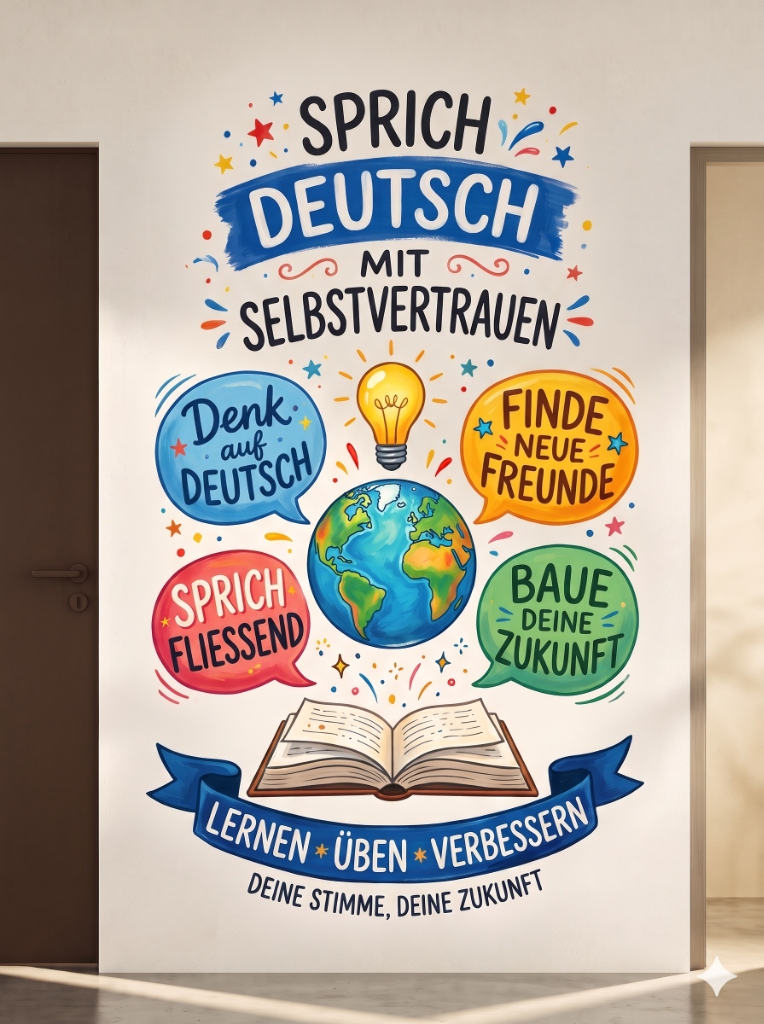 SPRICH
DEUTSCH
MIT
SELBSTVERTRAUEN
Denk
auf
DEUTSCH
FINDE
NEUE
FREUNDE
SPRICH
FLIESSEND
BAUE
DEINE
ZUKUNFT
LERNEN * ÜBEN * VERBESSERN
DEINE STIMME, DEINE ZUKUNFT